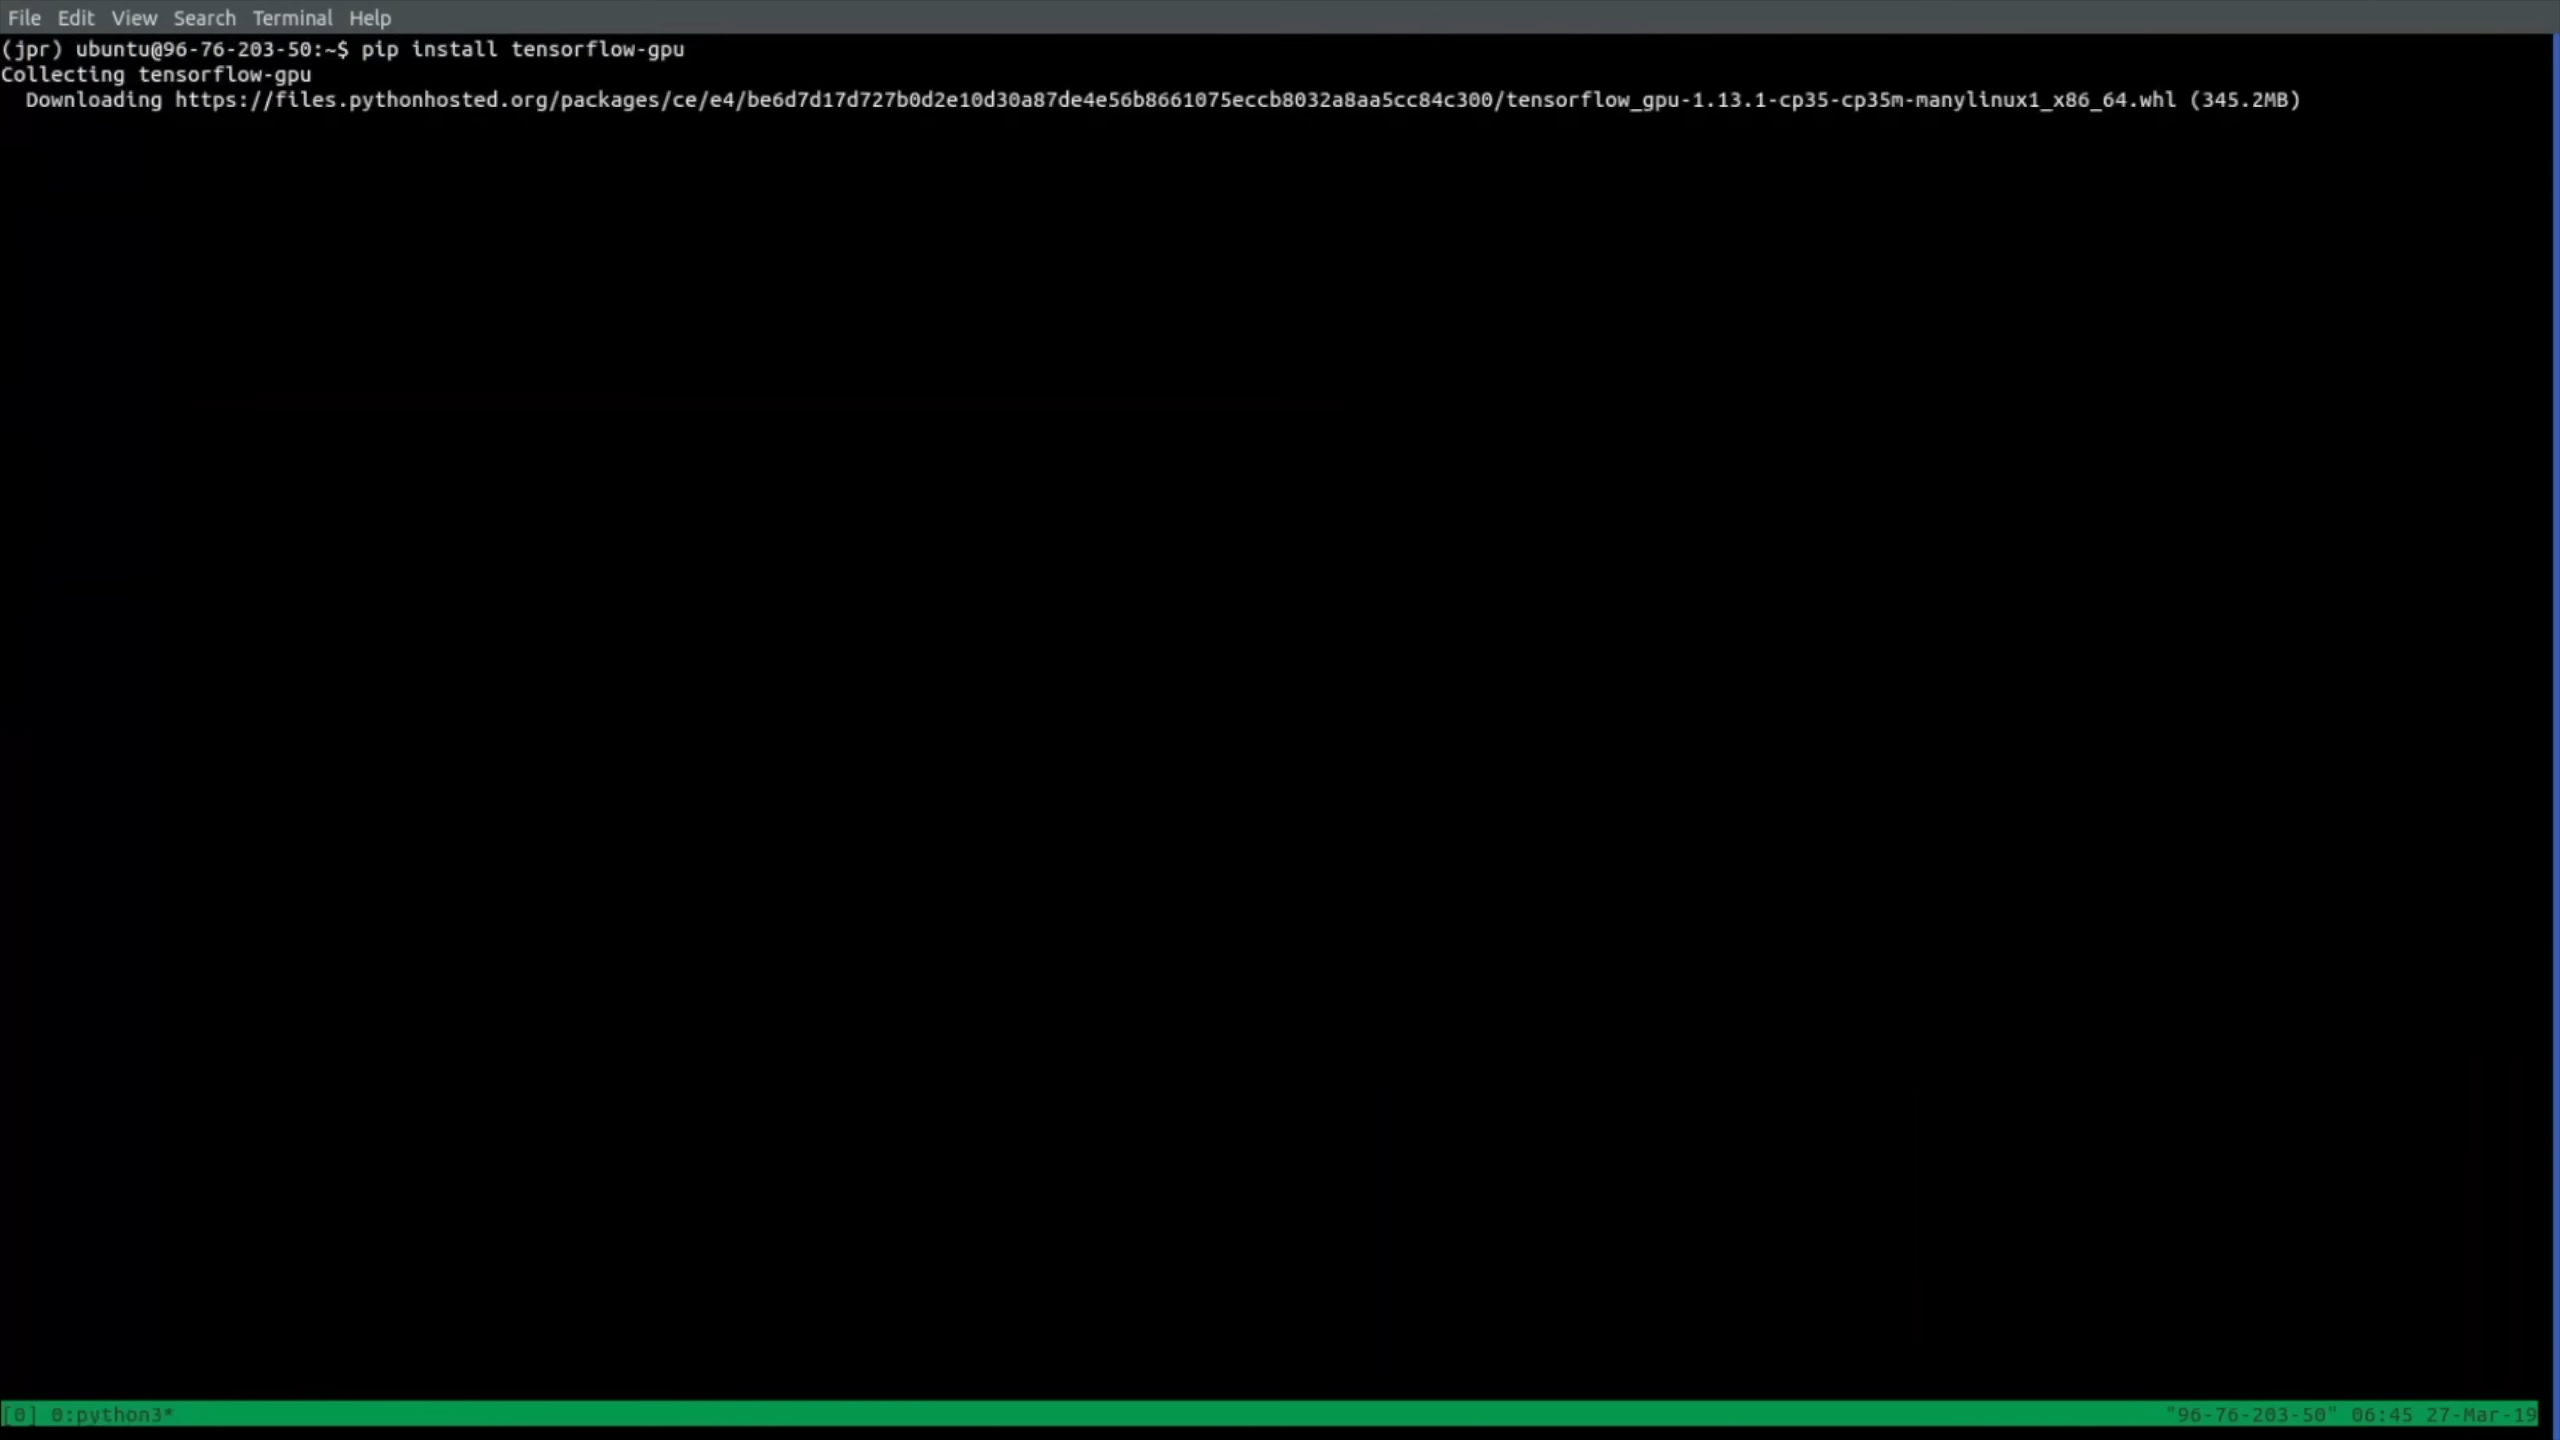 File Edit View Search Terminal Help
(jpr) ubuntu@96-76-203-50:~$ pip install tensorflow-gpu
Collecting tensorflow-gpu
  Downloading https://files.pythonhosted.org/packages/ce/e4/be6d7d17d727b0d2e10d30a87de4e56b8661075eccb8032a8aa5cc84c300/tensorflow_gpu-1.13.1-cp35-cp35m-manylinux1_x86_64.whl (345.2MB)
[0] 0:python3* "96-76-203-50" 06:45 27-Mar-19